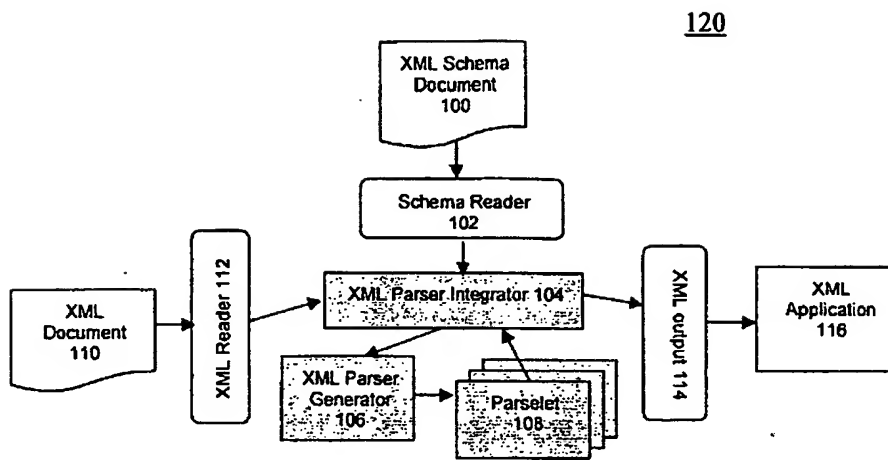 120
XML Schema
Document
100
Schema Reader
102
XML Document
110
XML Reader 112
XML Parser Integrator 104
XML output 114
XML
Application
116
XML Parser
Generator
106
Parselet
108